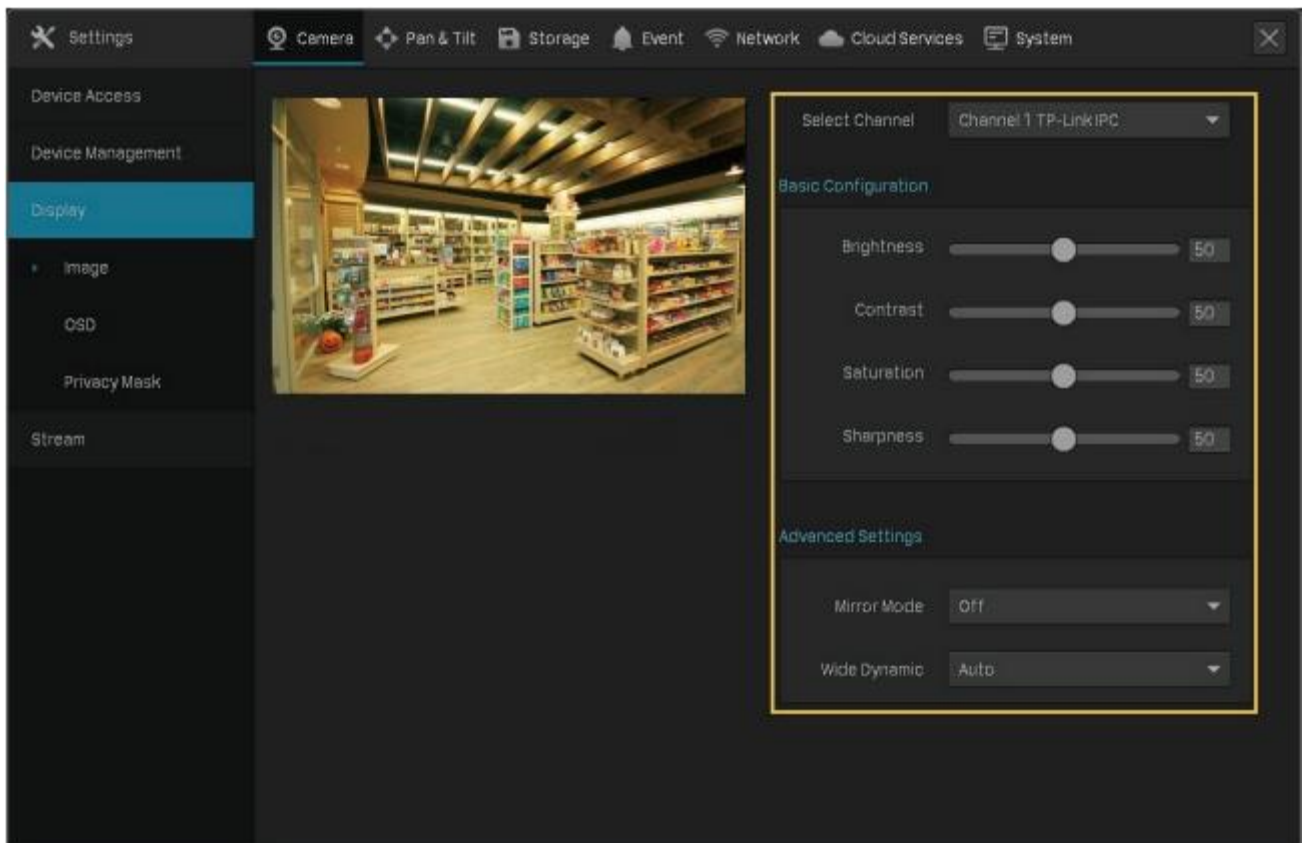 Settings
Camera Pan & Tilt Storage Event Network Cloud Services System
Device Access
Device Management
Display
Image
OSD
Privacy Mask
Stream
Select Channel Channel 1 TP-Link IPC
Basic Configuration
Brightness 50
Contrast 50
Saturation 50
Sharpness 50
Advanced Settings
Mirror Mode Off
Wide Dynamic Auto